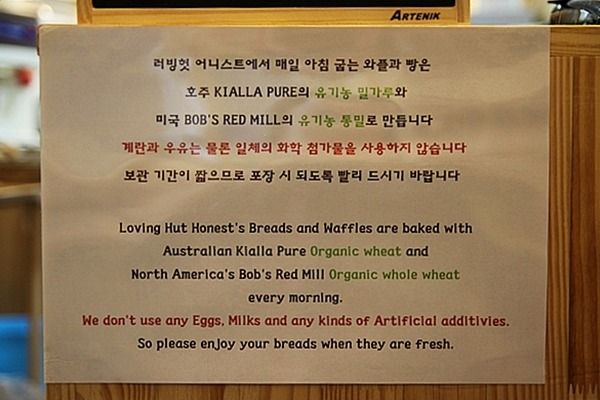 ARTENIK
러빙헛 어니스트에서 매일 아침 굽는 와플과 빵은
호주 KIALLA PURE의 유기농 밀가루와
미국 BOB'S RED MILL의 유기농 통밀로 만듭니다
계란과 우유는 물론 일체의 화학 첨가물을 사용하지 않습니다
보관 기간이 짧으므로 포장 시 되도록 빨리 드시기 바랍니다
Loving Hut Honest's Breads and Waffles are baked with
Australian Kialla Pure Organic wheat and
North America's Bob's Red Mill Organic whole wheat
every morning.
We don't use any Eggs, Milks and any kinds of Artificial additivies.
So please enjoy your breads when they are fresh.